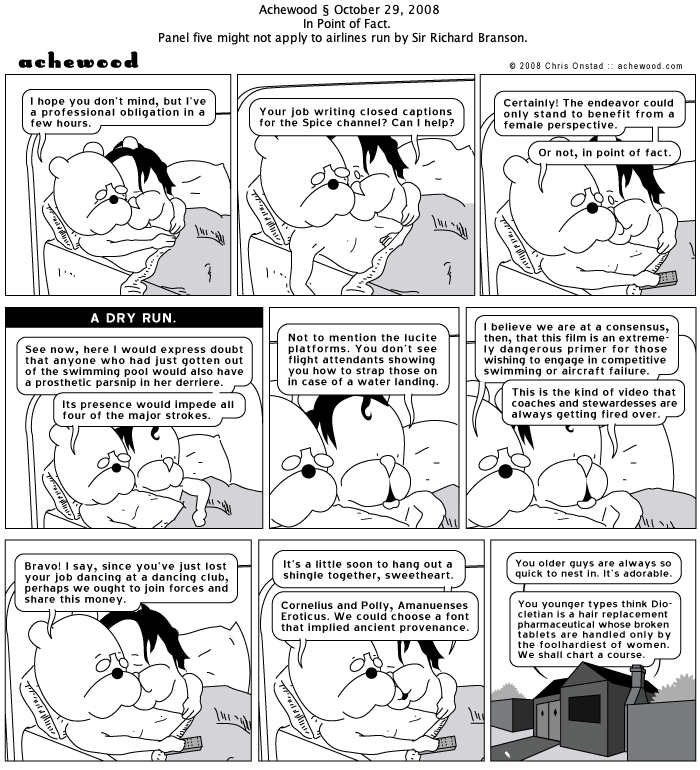 Achewood § October 29, 2008
In Point of Fact.
Panel five might not apply to airlines run by Sir Richard Branson.
achewood
© 2008 Chris Onstad :: achewood.com
I hope you don't mind, but I've
a professional obligation in a
few hours.
Your job writing closed captions
for the Spice channel? Can I help?
Certainly! The endeavor could
only stand to benefit from a
female perspective.
Or not, in point of fact.
A DRY RUN.
See now, here I would express doubt
that anyone who had just gotten out
of the swimming pool would also have
a prosthetic parsnip in her derriere.
Its presence would impede all
four of the major strokes.
Not to mention the lucite
platforms. You don't see
flight attendants showing
you how to strap those on
in case of a water landing.
I believe we are at a consensus,
then, that this film is an extreme-
ly dangerous primer for those
wishing to engage in competitive
swimming or aircraft failure.
This is the kind of video that
coaches and stewardesses are
always getting fired over.
Bravo! I say, since you've just lost
your job dancing at a dancing club,
perhaps we ought to join forces and
share this money.
It's a little soon to hang out a
shingle together, sweetheart.
Cornelius and Polly, Amanuenses
Eroticus. We could choose a font
that implied ancient provenance.
You older guys are always so
quick to nest in. It's adorable.
You younger types think Dio-
cletian is a hair replacement
pharmaceutical whose broken
tablets are handled only by
the foolhardiest of women.
We shall chart a course.